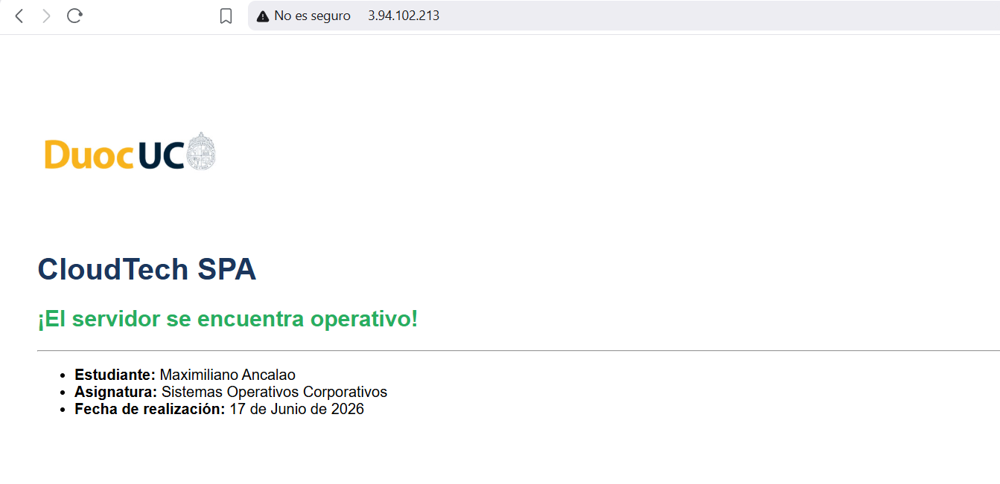 No es seguro 3.94.102.213
DuocUC
CloudTech SPA
¡El servidor se encuentra operativo!
Estudiante: Maximiliano Ancalao
Asignatura: Sistemas Operativos Corporativos
Fecha de realización: 17 de Junio de 2026